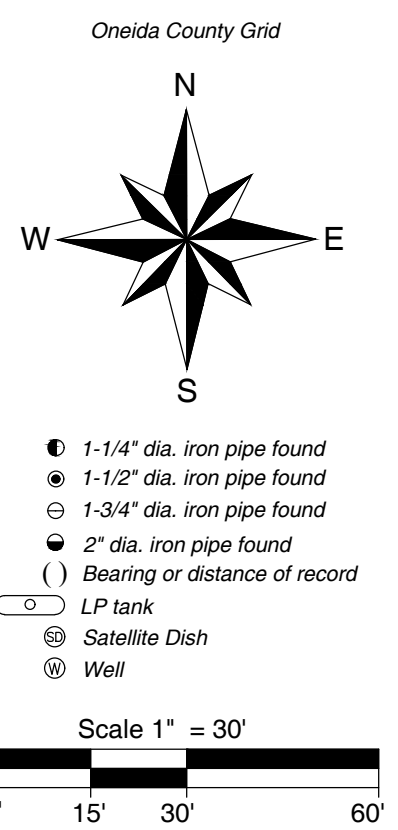 Oneida County Grid
N
W E
S
1-1/4" dia. iron pipe found
1-1/2" dia. iron pipe found
1-3/4" dia. iron pipe found
2" dia. iron pipe found
( ) Bearing or distance of record
LP tank
SD Satellite Dish
W Well
Scale 1" = 30'
' 15' 30' 60'